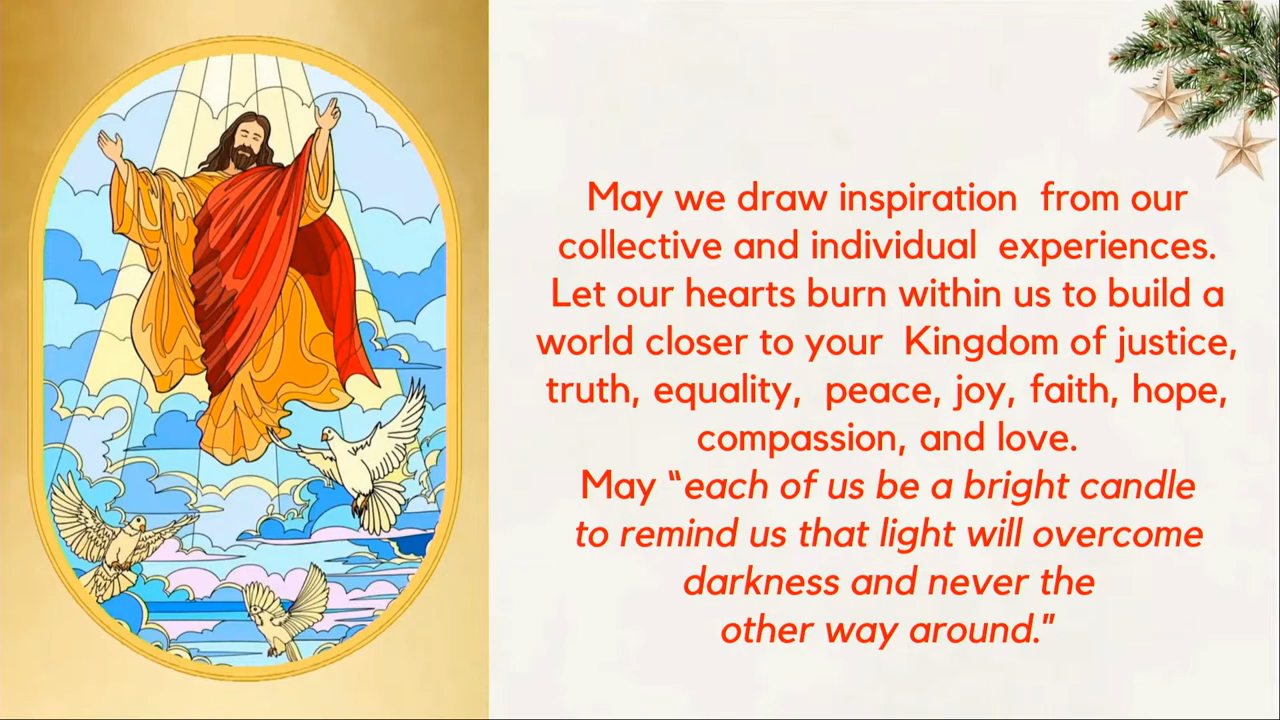 May we draw inspiration from our
collective and individual experiences.
Let our hearts burn within us to build a
world closer to your Kingdom of justice,
truth, equality, peace, joy, faith, hope,
compassion, and love.
May “each of us be a bright candle
to remind us that light will overcome
darkness and never the
other way around.”